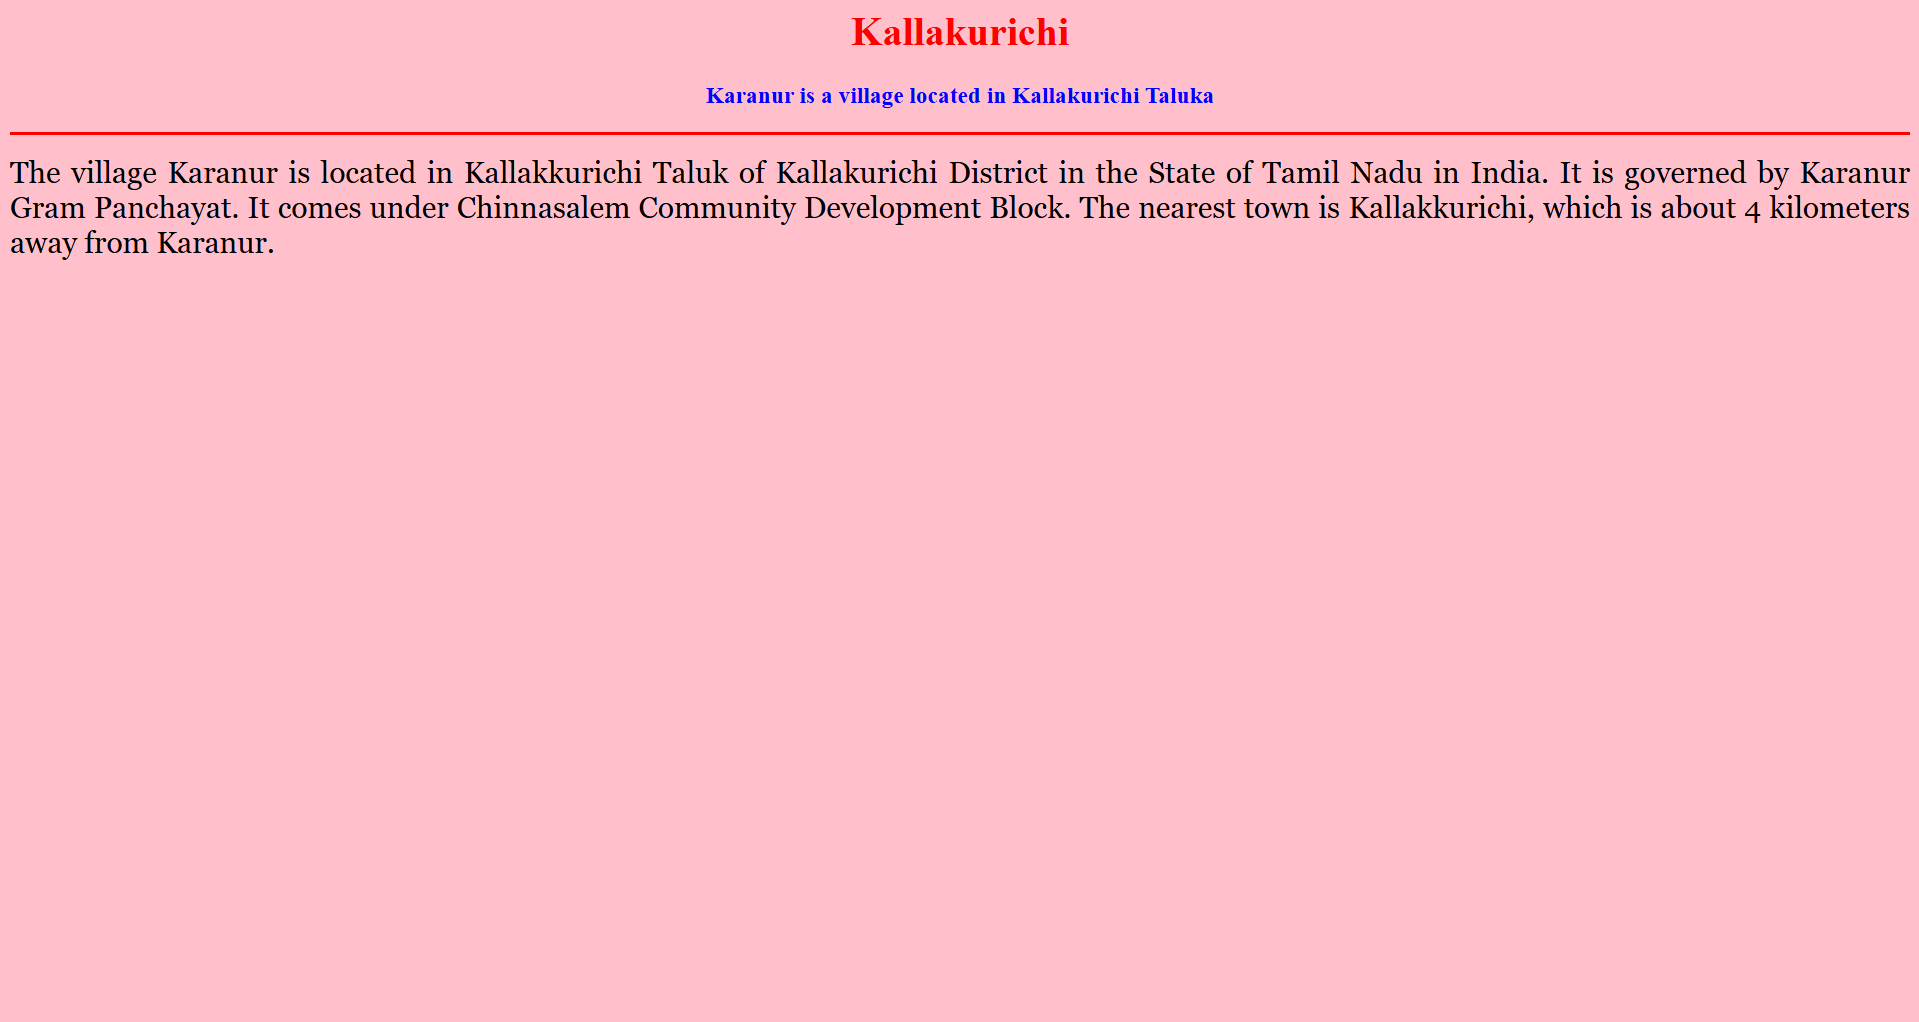 Kallakurichi
Karanur is a village located in Kallakurichi Taluka
The village Karanur is located in Kallakkurichi Taluk of Kallakurichi District in the State of Tamil Nadu in India. It is governed by Karanur
Gram Panchayat. It comes under Chinnasalem Community Development Block. The nearest town is Kallakkurichi, which is about 4 kilometers
away from Karanur.